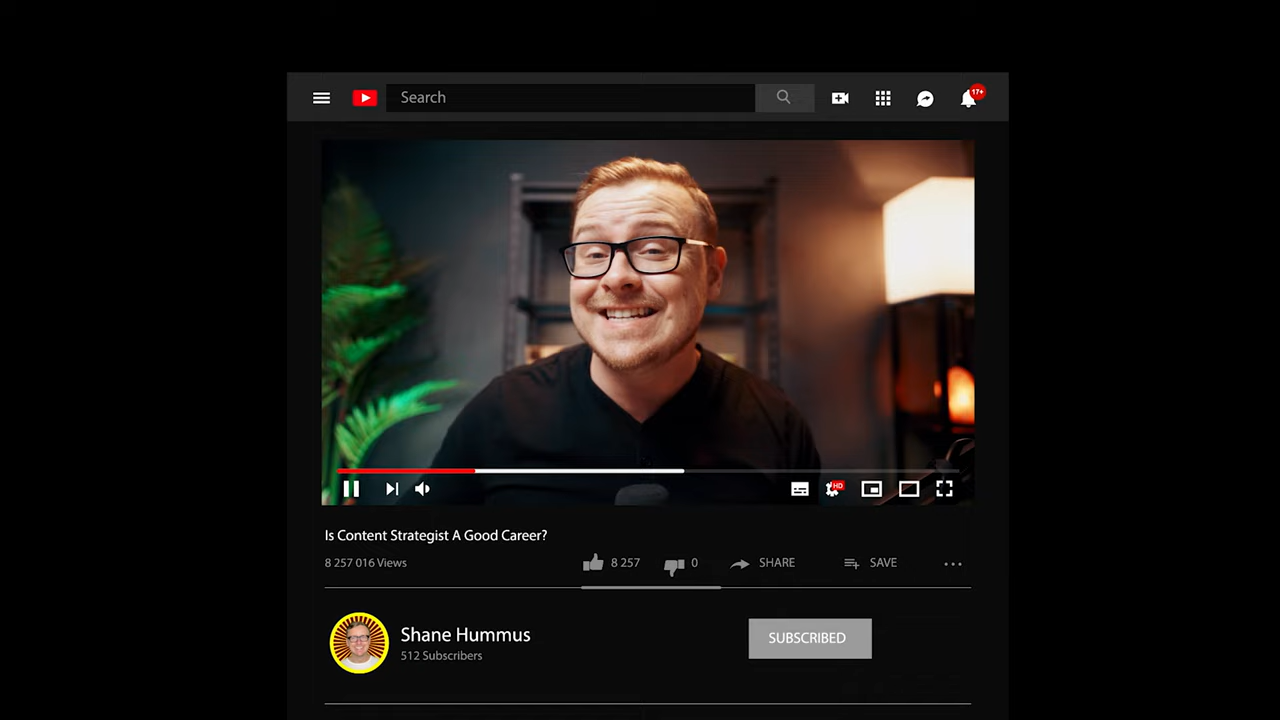 Search
17+
HD
Is Content Strategist A Good Career?
8 257 016 Views
8 257
0
SHARE
SAVE
Shane Hummus
512 Subscribers
SUBSCRIBED